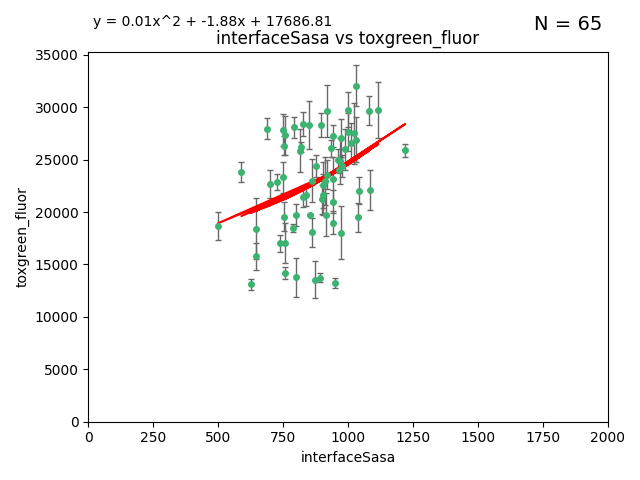 y = 0.01x^2 + -1.88x + 17686.81
N = 65
interfaceSasa vs toxgreen_fluor
35000
30000
25000
20000
15000
10000
5000
0
toxgreen_fluor
0 250 500 750 1000 1250 1500 1750 2000
interfaceSasa